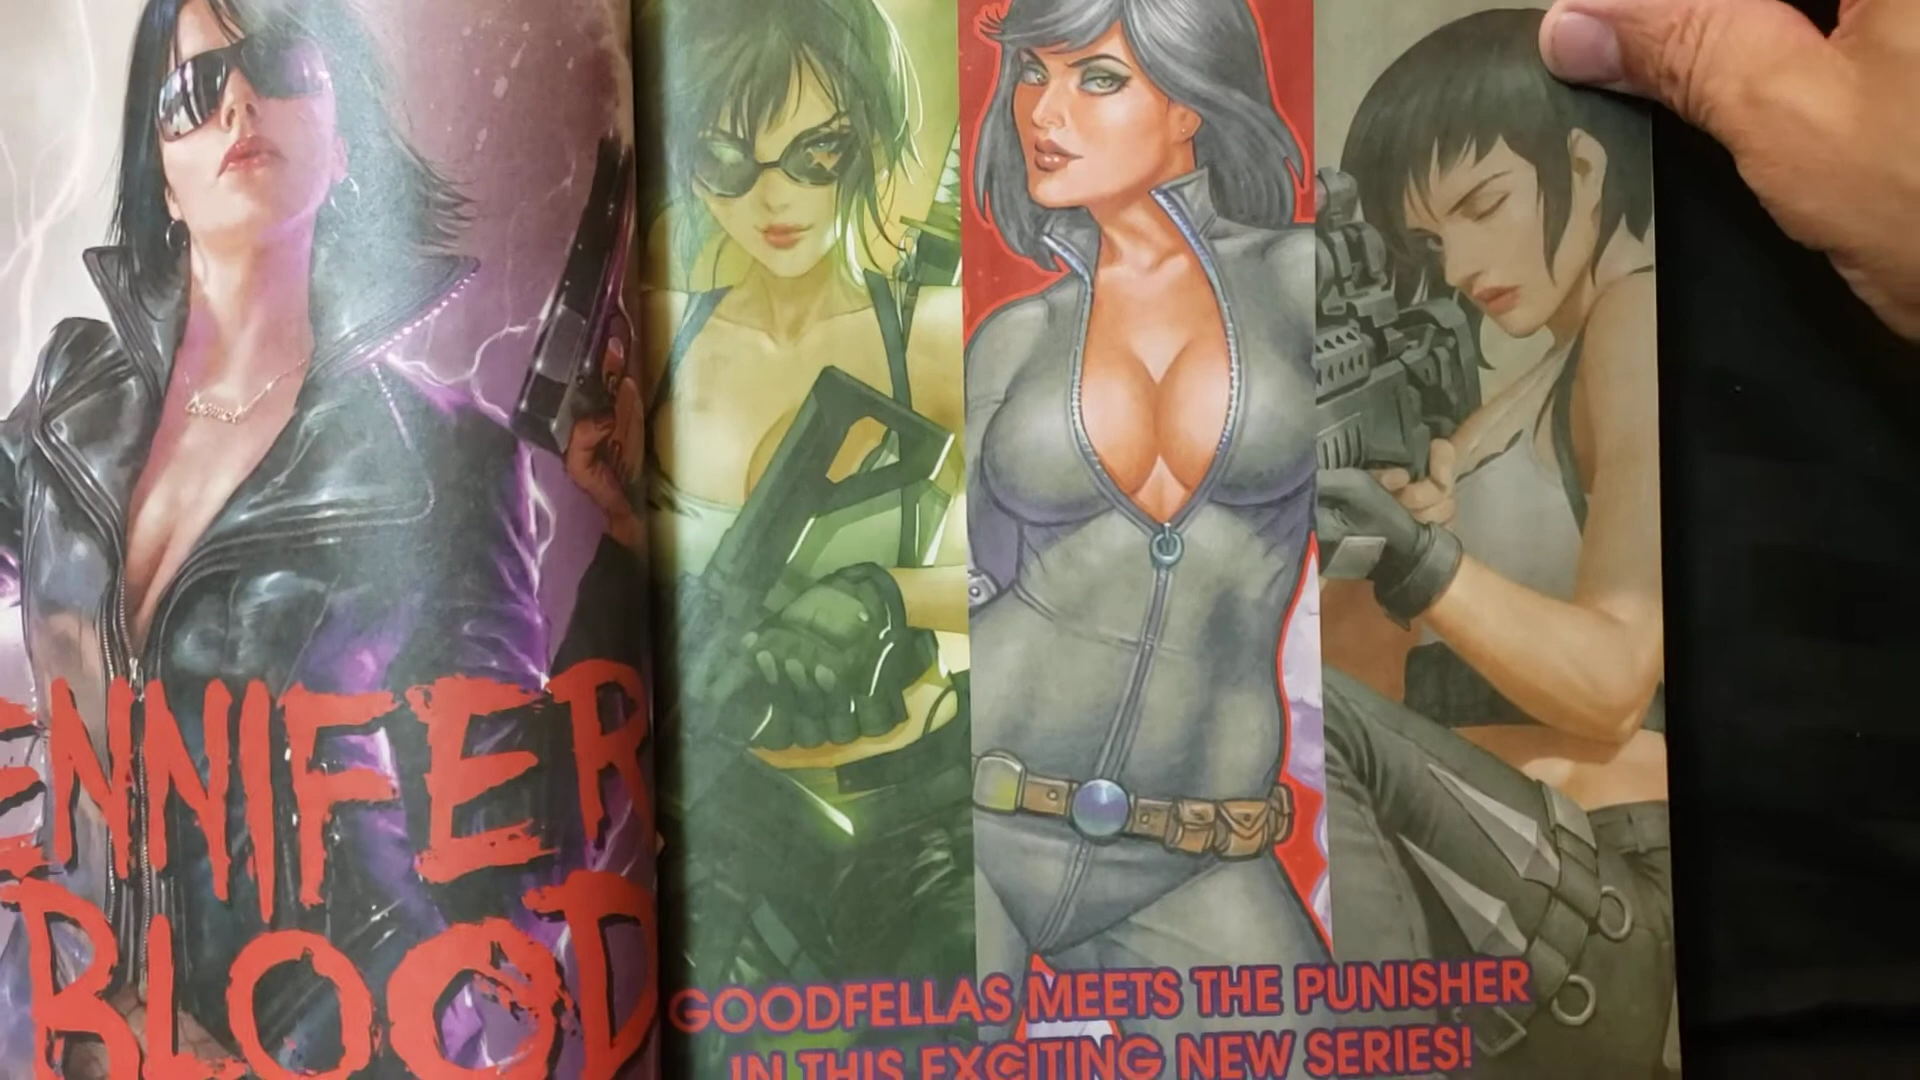 ENNIFER
BLOOD
GOODFELLAS MEETS THE PUNISHER
IN THIS EXCITING NEW SERIES!